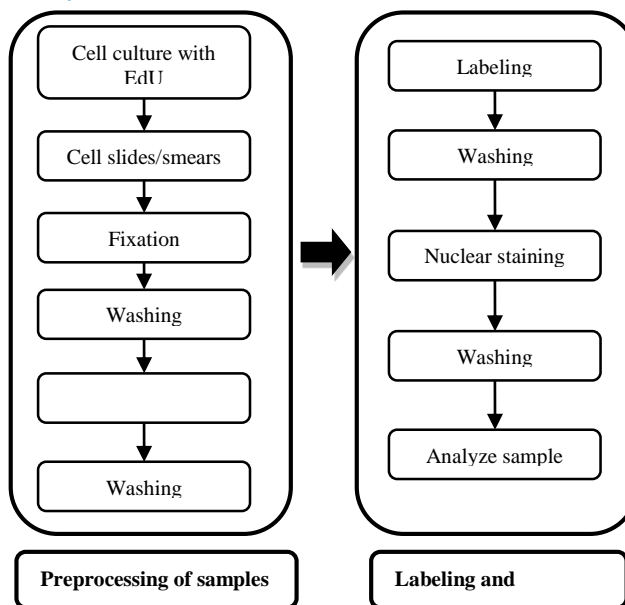 Cell culture with
EdU
Cell slides/smears
Fixation
Washing
Washing
Preprocessing of samples
Labeling
Washing
Nuclear staining
Washing
Analyze sample
Labeling and